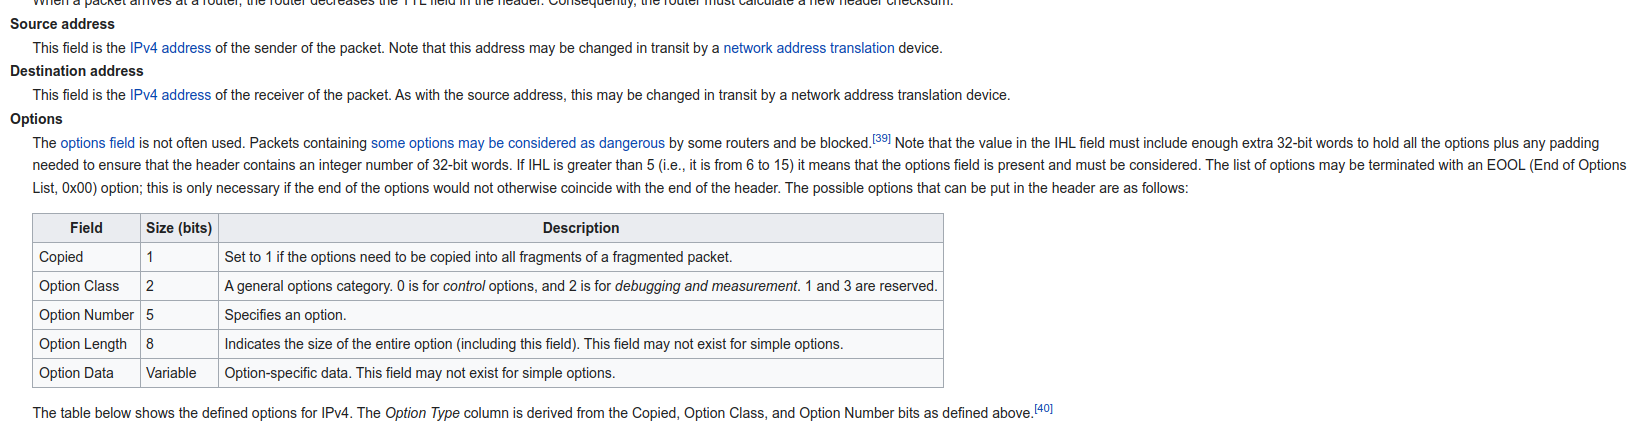 When a packet arrives at a router, the router decreases the TTL field in the header. Consequently, the router must calculate a new header checksum.
Source address
This field is the IPv4 address of the sender of the packet. Note that this address may be changed in transit by a network address translation device.
Destination address
This field is the IPv4 address of the receiver of the packet. As with the source address, this may be changed in transit by a network address translation device.
Options
The options field is not often used. Packets containing some options may be considered as dangerous by some routers and be blocked.[39] Note that the value in the IHL field must include enough extra 32-bit words to hold all the options plus any padding
needed to ensure that the header contains an integer number of 32-bit words. If IHL is greater than 5 (i.e., it is from 6 to 15) it means that the options field is present and must be considered. The list of options may be terminated with an EOOL (End of Options
List, 0x00) option; this is only necessary if the end of the options would not otherwise coincide with the end of the header. The possible options that can be put in the header are as follows:
Field Size (bits) Description
Copied 1 Set to 1 if the options need to be copied into all fragments of a fragmented packet.
Option Class 2 A general options category. 0 is for control options, and 2 is for debugging and measurement. 1 and 3 are reserved.
Option Number 5 Specifies an option.
Option Length 8 Indicates the size of the entire option (including this field). This field may not exist for simple options.
Option Data Variable Option-specific data. This field may not exist for simple options.
The table below shows the defined options for IPv4. The Option Type column is derived from the Copied, Option Class, and Option Number bits as defined above.[40]